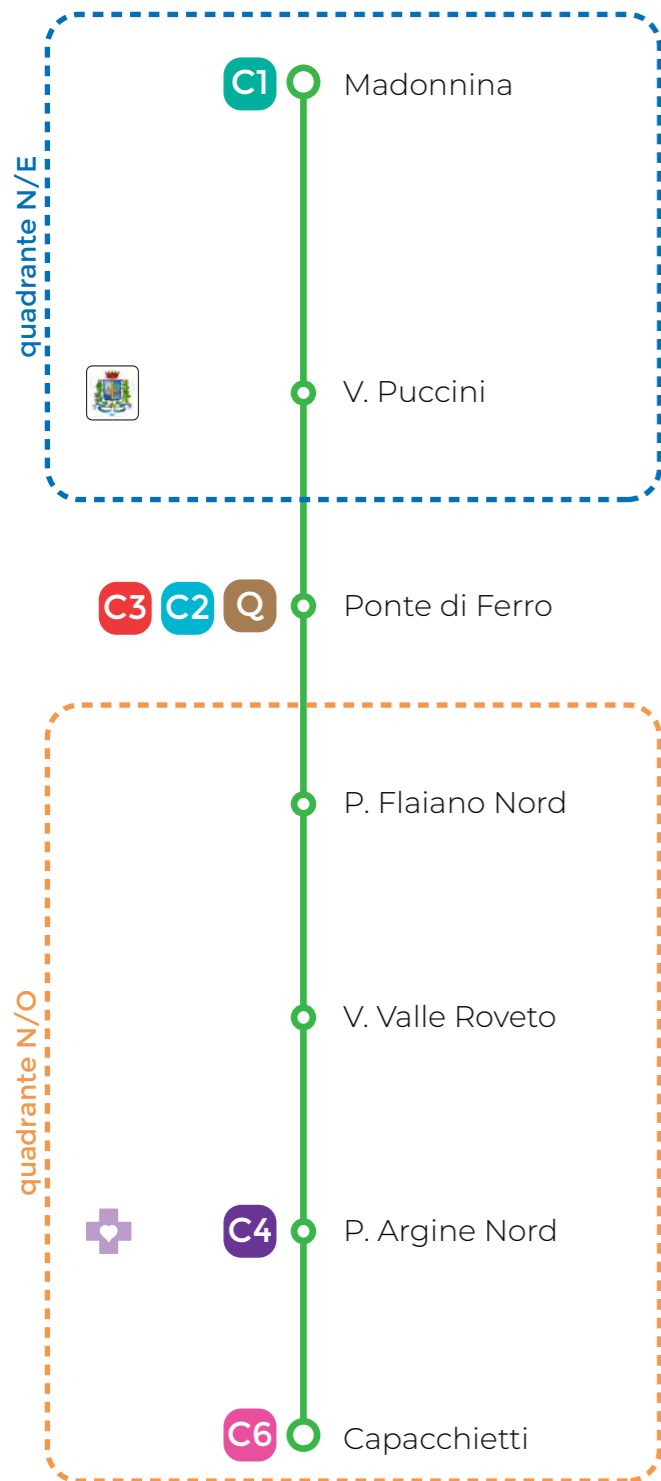 C1 Madonnina
quadrante N/E
V. Puccini
C3 C2 Q Ponte di Ferro
P. Flaiano Nord
V. Valle Roveto
quadrante N/O
C4 P. Argine Nord
C6 Capacchietti